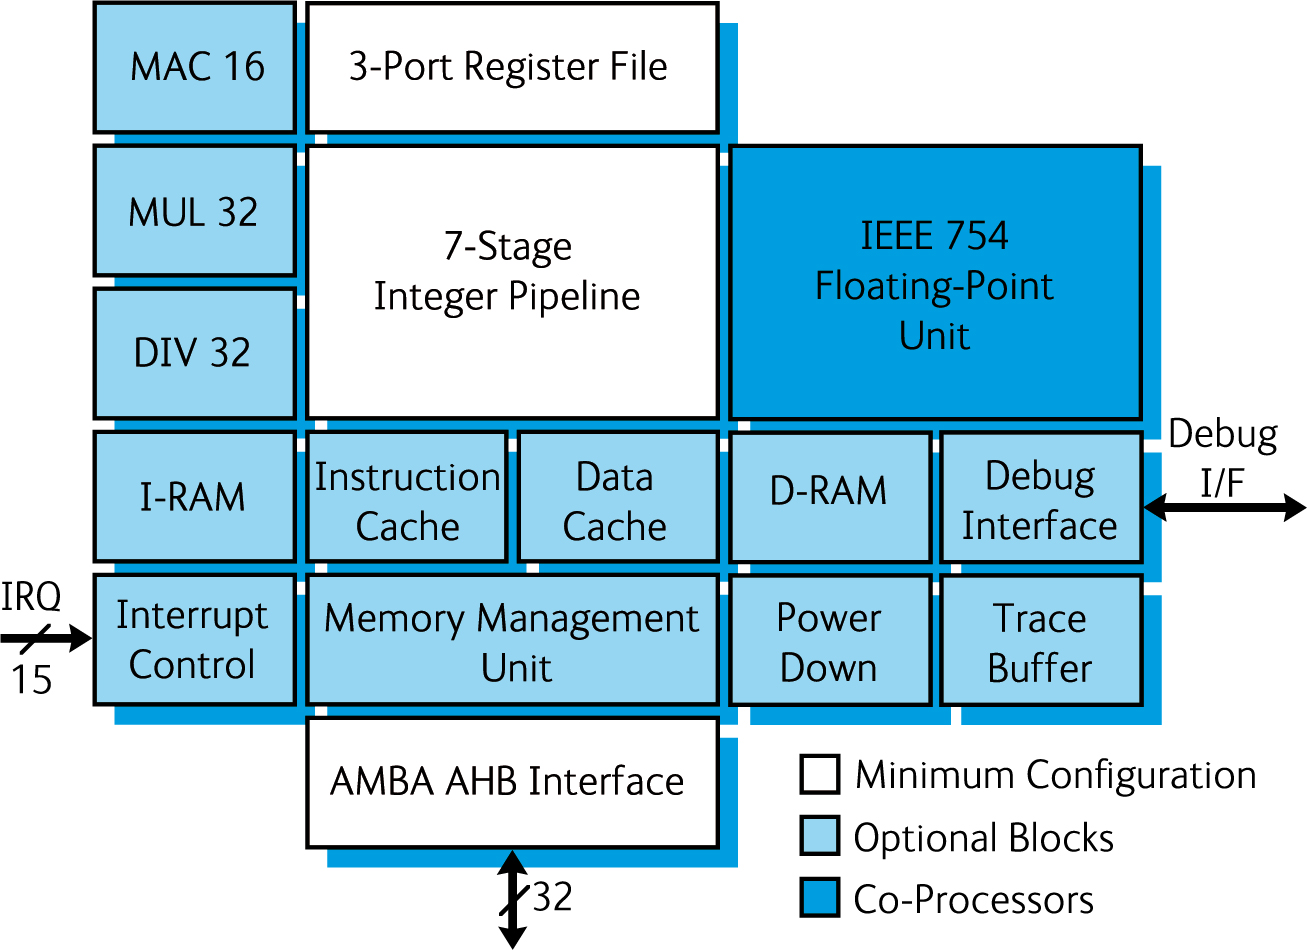 MAC 16
3-Port Register File
MUL 32
7-Stage
Integer Pipeline
IEEE 754
Floating-Point
Unit
DIV 32
I-RAM
Instruction
Cache
Data
Cache
D-RAM
Debug
Interface
Debug
I/F
IRQ
15
Interrupt
Control
Memory Management
Unit
Power
Down
Trace
Buffer
AMBA AHB Interface
32
Minimum Configuration
Optional Blocks
Co-Processors